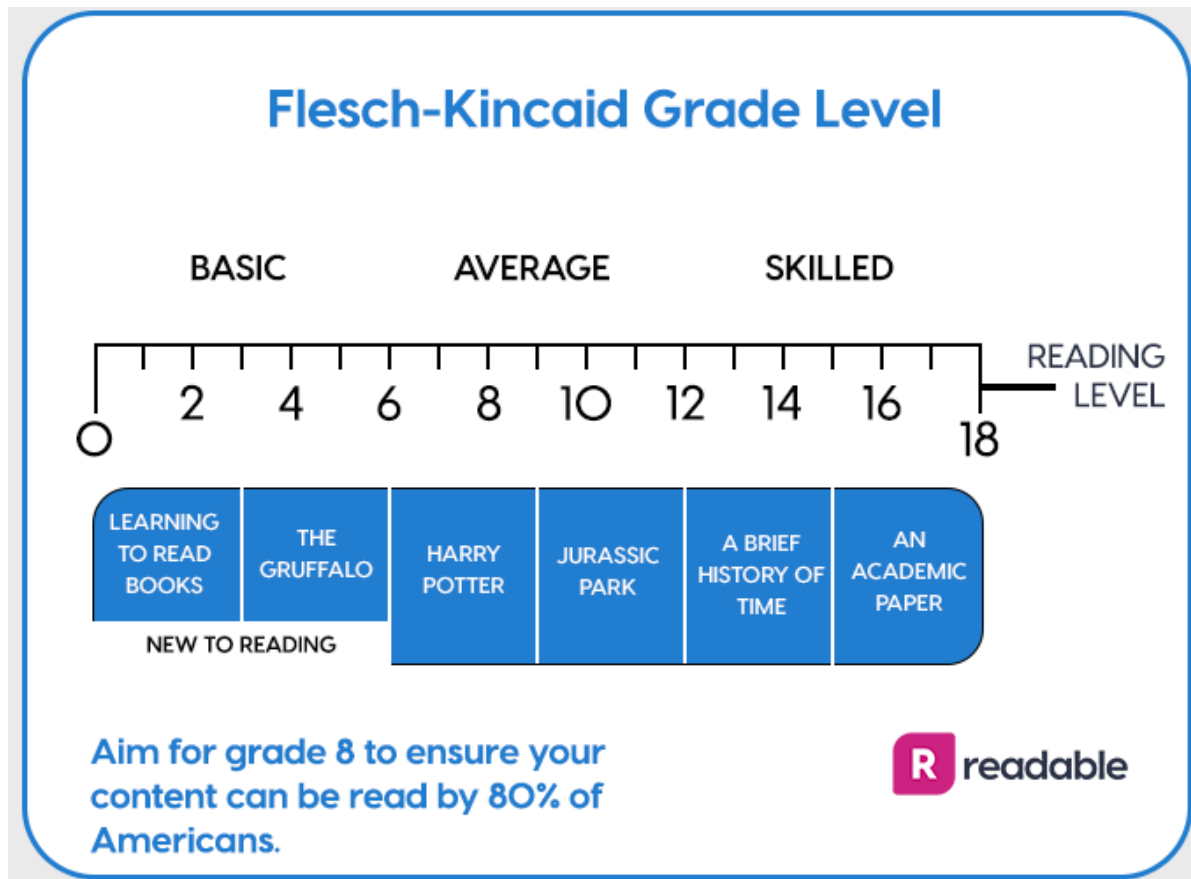 Flesch-Kincaid Grade Level
BASIC AVERAGE SKILLED
READING
LEVEL
2 4 6 8 10 12 14 16
0 18
LEARNING
TO READ
BOOKS
THE
GRUFFALO
HARRY
POTTER
JURASSIC
PARK
A BRIEF
HISTORY OF
TIME
AN
ACADEMIC
PAPER
NEW TO READING
Aim for grade 8 to ensure your
content can be read by 80% of
Americans.
R readable